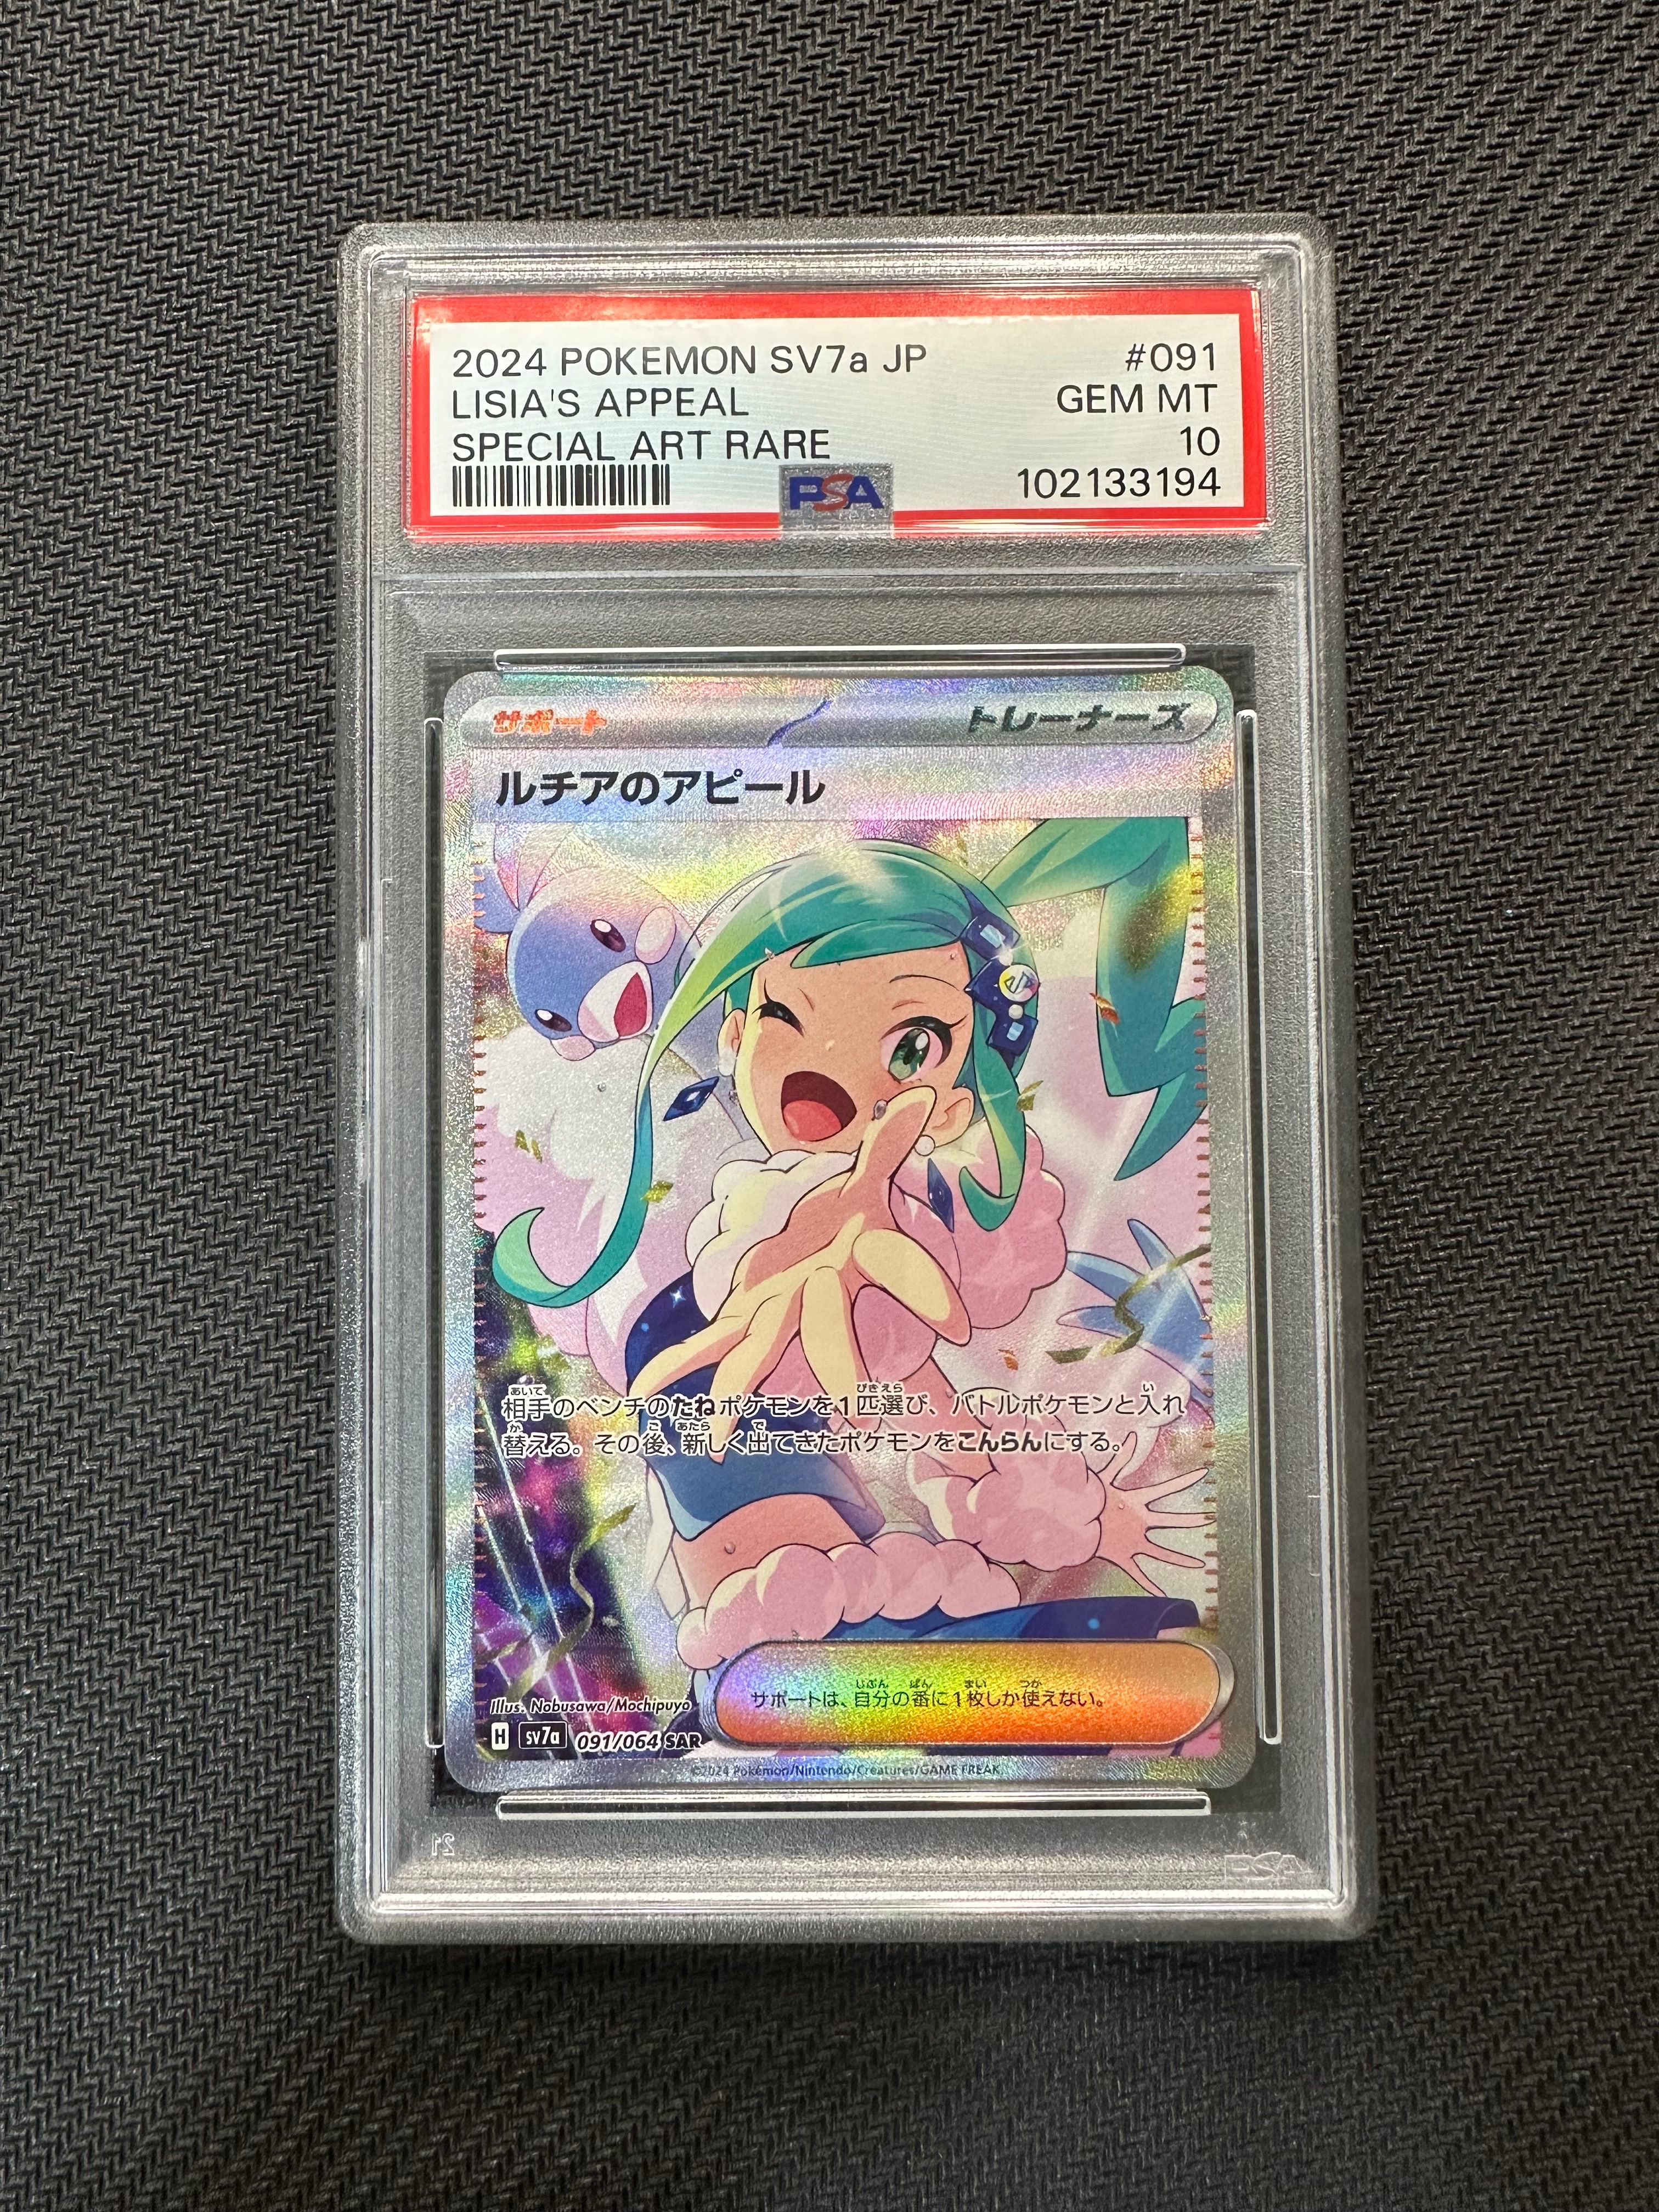 2024 POKEMON SV7a JP #091
LISIA'S APPEAL GEM MT
SPECIAL ART RARE 10
PSA 102133194
サポート トレーナーズ
ルチアのアピール
相手のベンチのたねポケモンを1匹選び、バトルポケモンと入れ
替える。その後、新しく出てきたポケモンをこんらんにする。
サポートは、自分の番に1枚しか使えない。
Illus. Nobusawa/Mochipuyo
H sv7a 091/064 SAR
©2024 Pokémon/Nintendo/Creatures/GAME FREAK
PSA